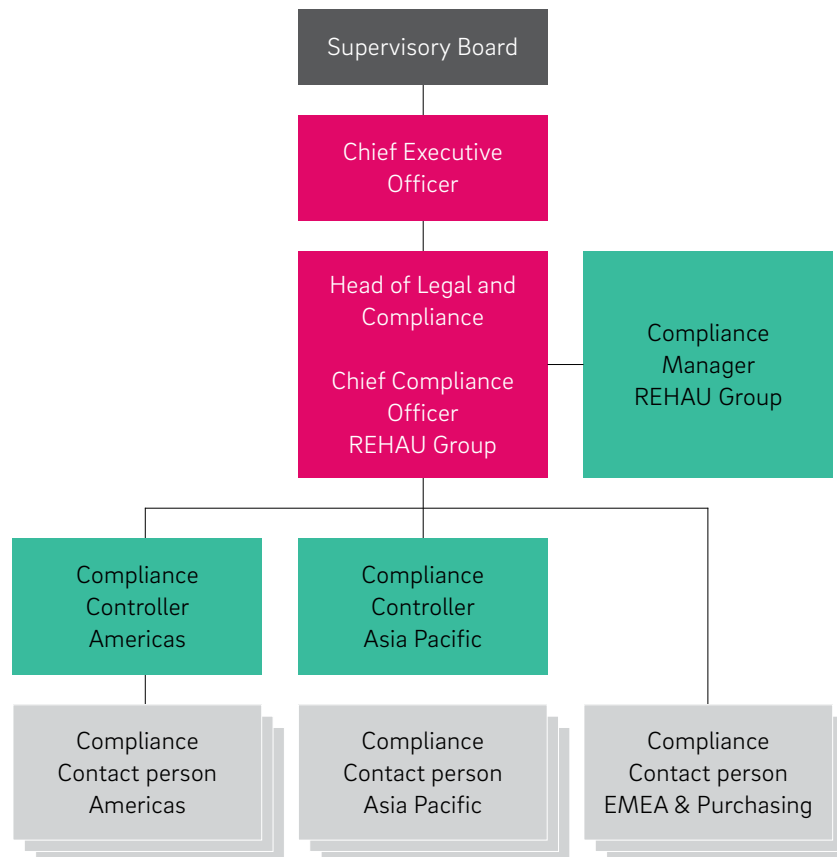 Supervisory Board
Chief Executive
Officer
Head of Legal and
Compliance
Chief Compliance
Officer
REHAU Group
Compliance
Manager
REHAU Group
Compliance
Controller
Americas
Compliance
Controller
Asia Pacific
Compliance
Contact person
Americas
Compliance
Contact person
Asia Pacific
Compliance
Contact person
EMEA & Purchasing